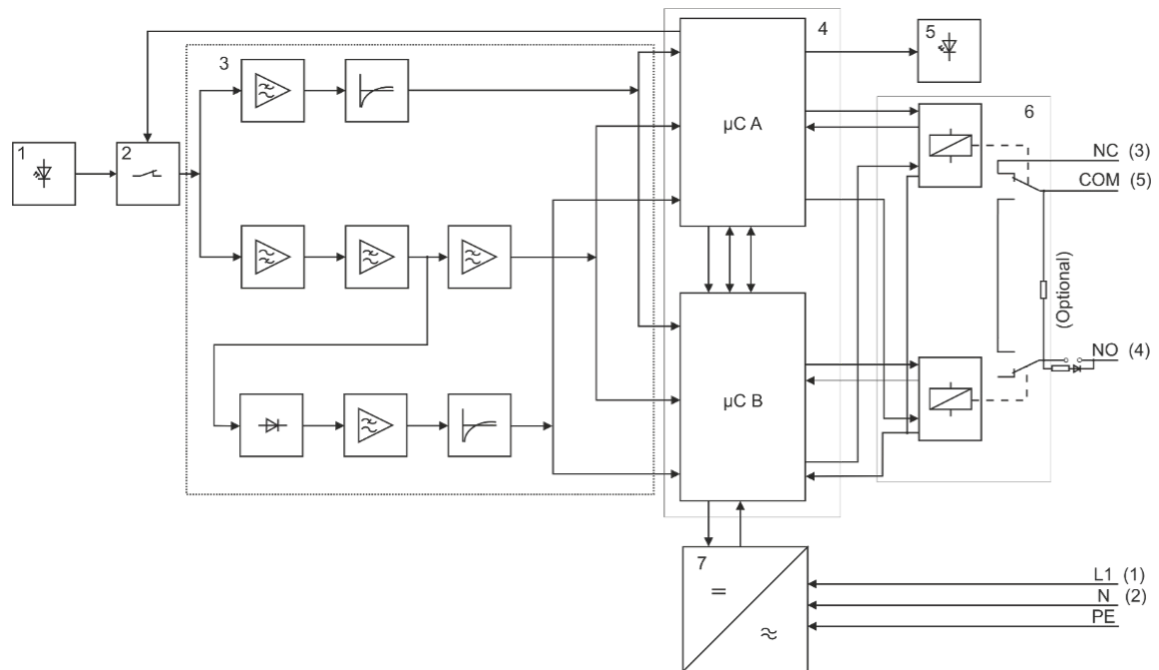 1
2
3
4
5
6
7
µC A
µC B
NC (3)
COM (5)
(Optional)
NO (4)
L1 (1)
N (2)
PE